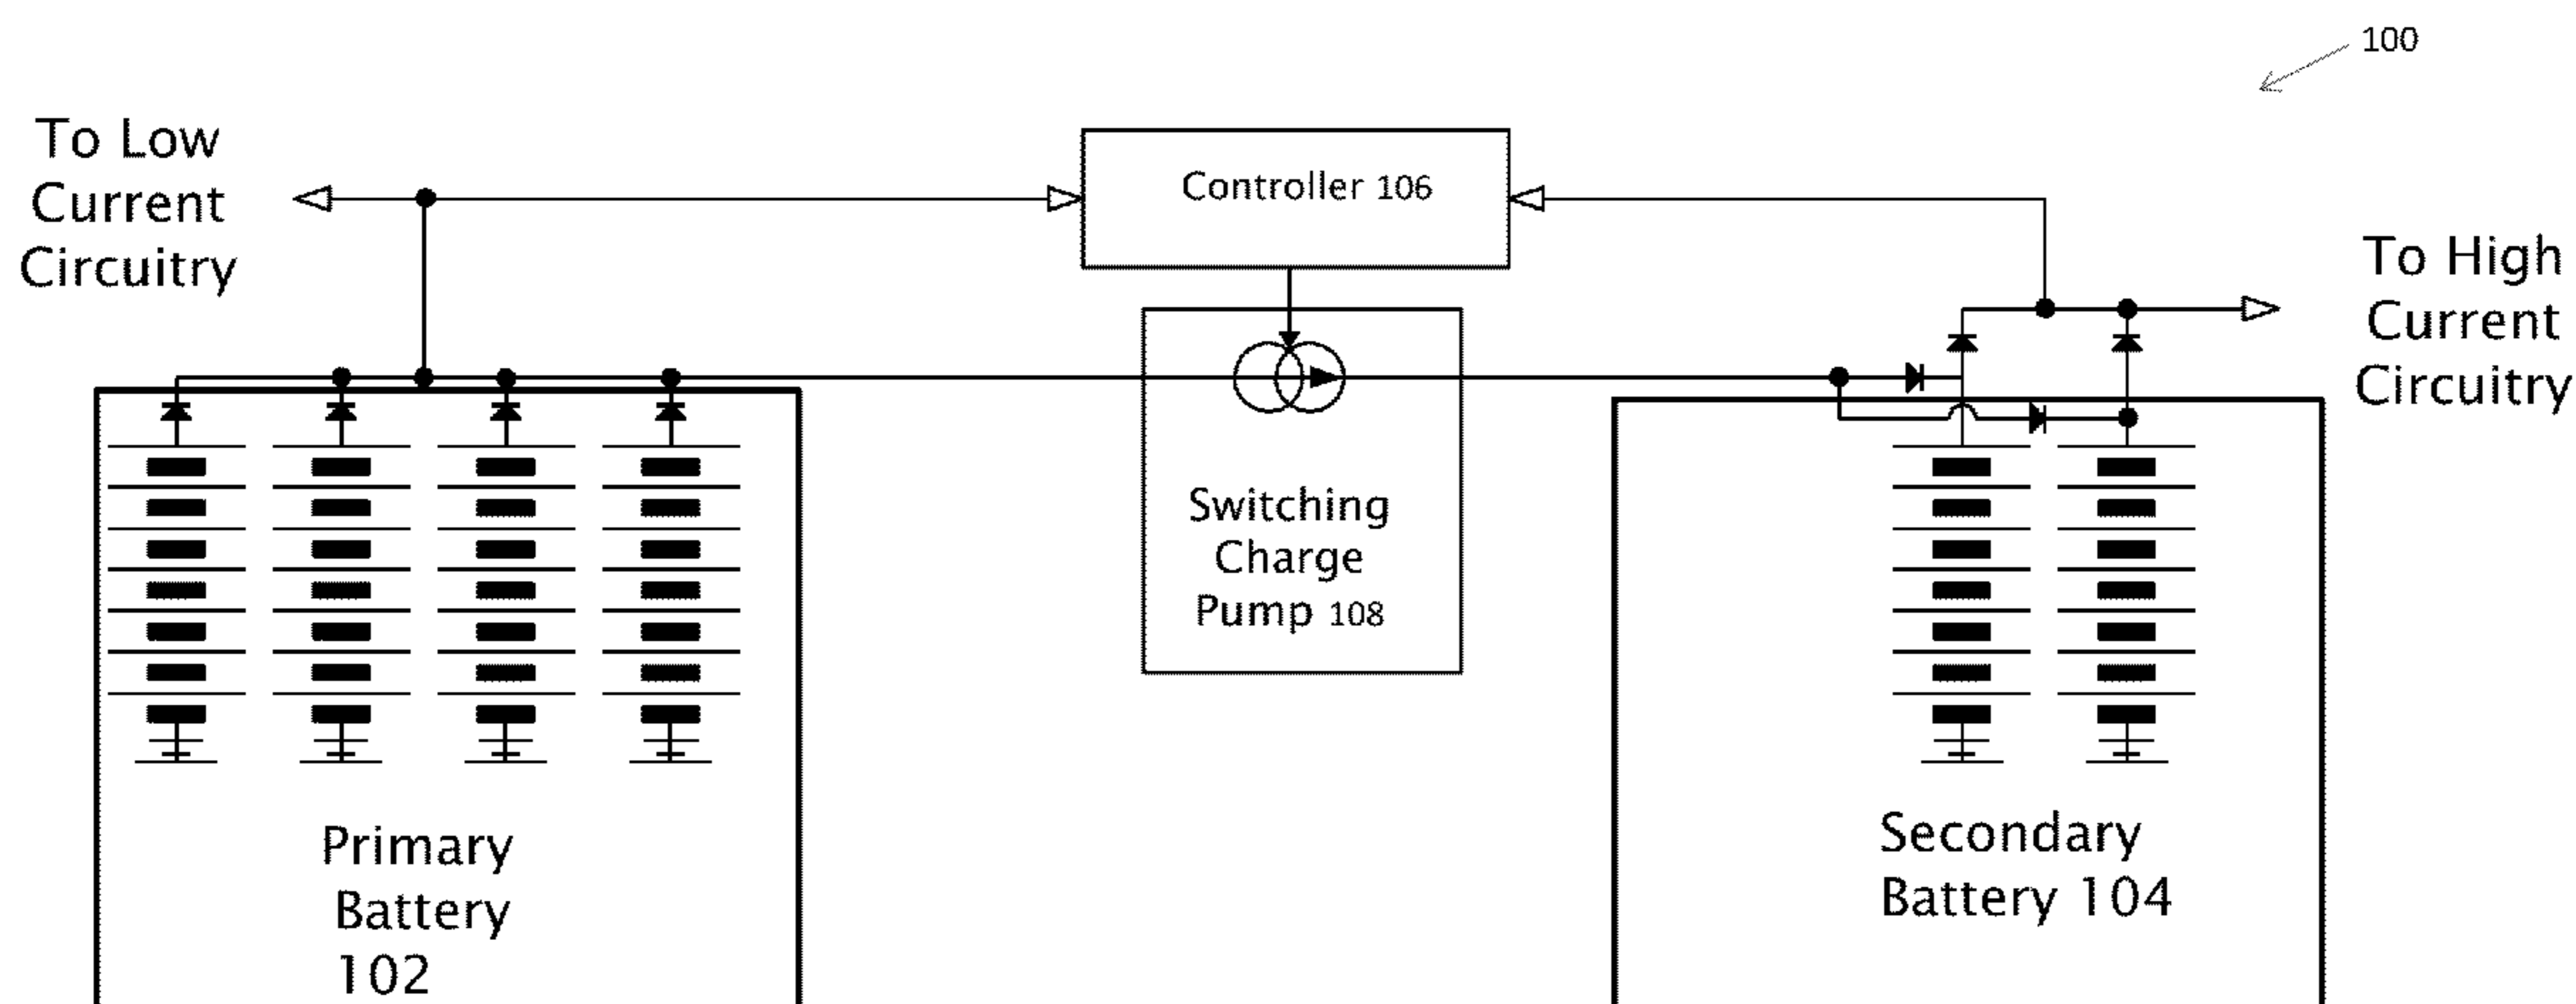 100
To Low
Current
Circuitry
Controller 106
To High
Current
Circuitry
Switching
Charge
Pump 108
Primary
Battery
102
Secondary
Battery 104